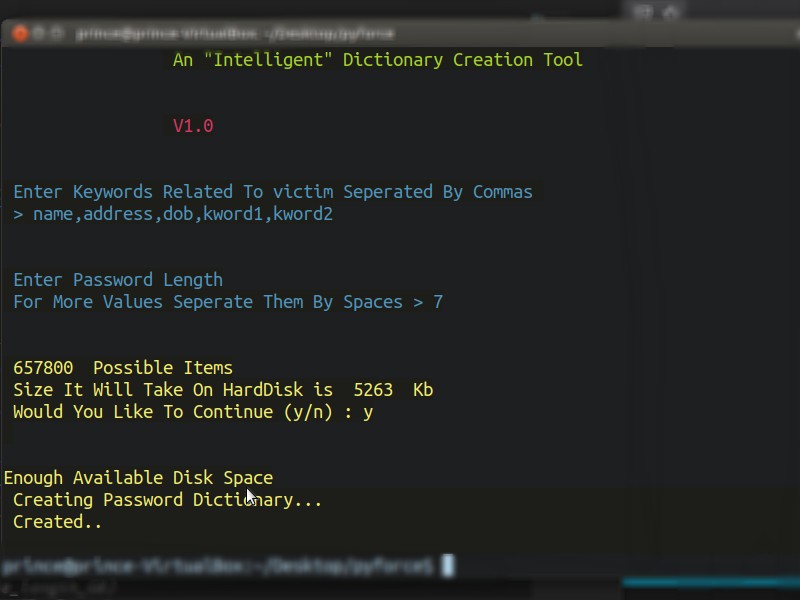 prince@prince-VirtualBox: ~/Desktop/pyforce
An "Intelligent" Dictionary Creation Tool
V1.0
Enter Keywords Related To victim Seperated By Commas
> name,address,dob,kword1,kword2
Enter Password Length
For More Values Seperate Them By Spaces > 7
657800  Possible Items
Size It Will Take On HardDisk is  5263  Kb
Would You Like To Continue (y/n) : y
Enough Available Disk Space
Creating Password Dictionary...
Created..
prince@prince-VirtualBox:~/Desktop/pyforce$